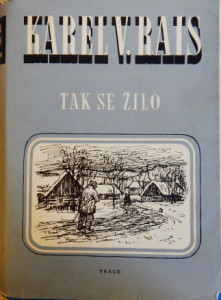 KAREL V. RAIS
TAK SE ŽILO
PRÁCE